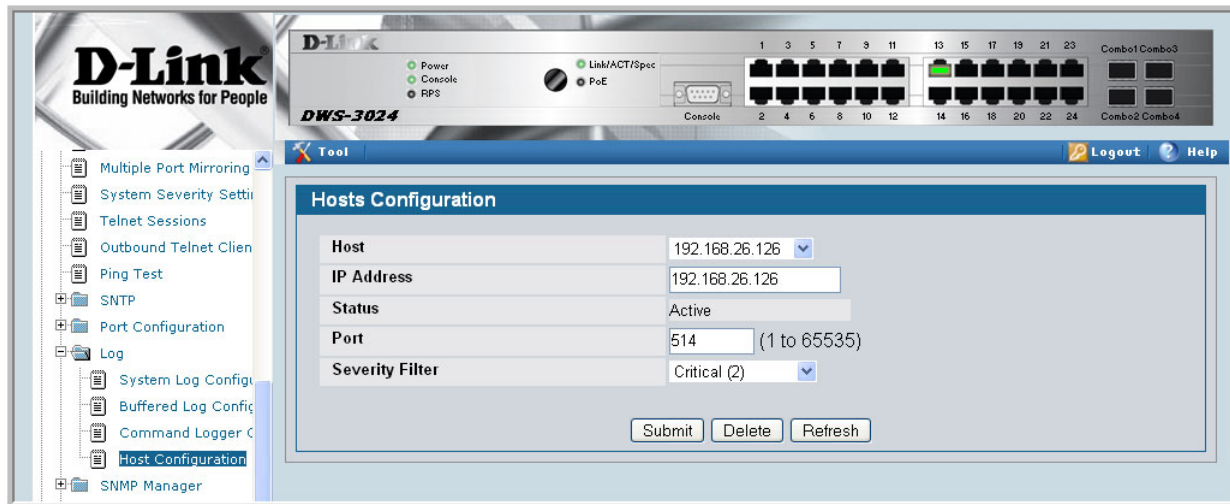 D-Link
Building Networks for People
D-Link
Power
Console
RPS
Link/ACT/Spec
PoE
DWS-3024
Console
1 3 5 7 9 11
13 15 17 19 21 23
Combo1 Combo3
2 4 6 8 10 12
14 16 18 20 22 24
Combo2 Combo4
Tool
Logout
Help
Multiple Port Mirroring
System Severity Setti
Telnet Sessions
Outbound Telnet Clien
Ping Test
SNTP
Port Configuration
Log
System Log Configu
Buffered Log Config
Command Logger C
Host Configuration
SNMP Manager
Hosts Configuration
Host 192.168.26.126
IP Address 192.168.26.126
Status Active
Port 514 (1 to 65535)
Severity Filter Critical (2)
Submit Delete Refresh